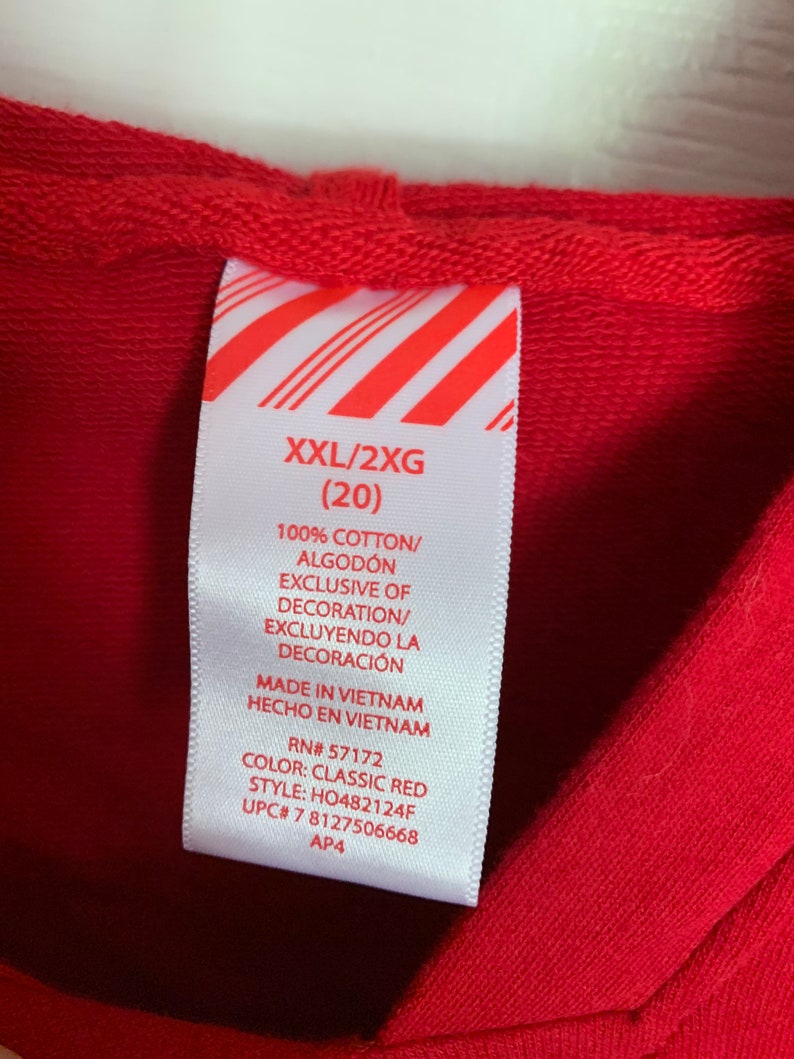 XXL/2XG
(20)
100% COTTON/
ALGODÓN
EXCLUSIVE OF
DECORATION/
EXCLUYENDO LA
DECORACIÓN
MADE IN VIETNAM
HECHO EN VIETNAM
RN# 57172
COLOR: CLASSIC RED
STYLE: HO482124F
UPC# 7 8127506668
AP4